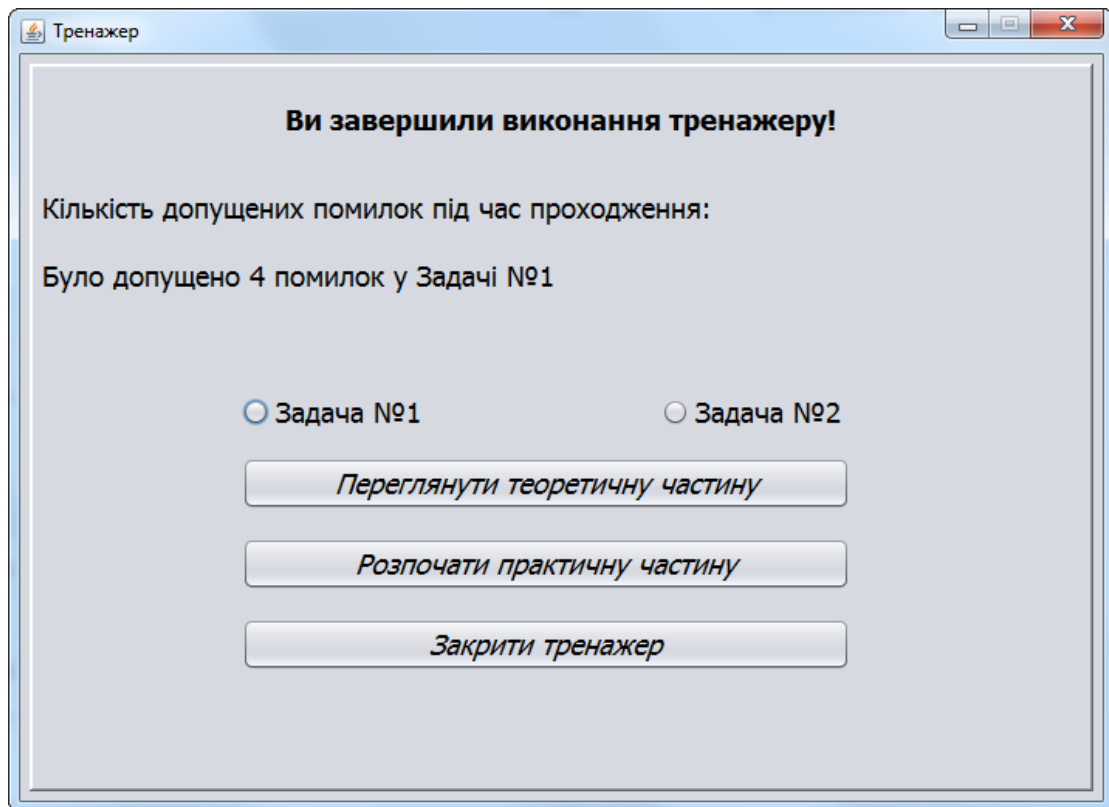 Тренажер
Ви завершили виконання тренажеру!
Кількість допущених помилок під час проходження:
Було допущено 4 помилок у Задачі №1
Задача №1 Задача №2
Переглянути теоретичну частину
Розпочати практичну частину
Закрити тренажер